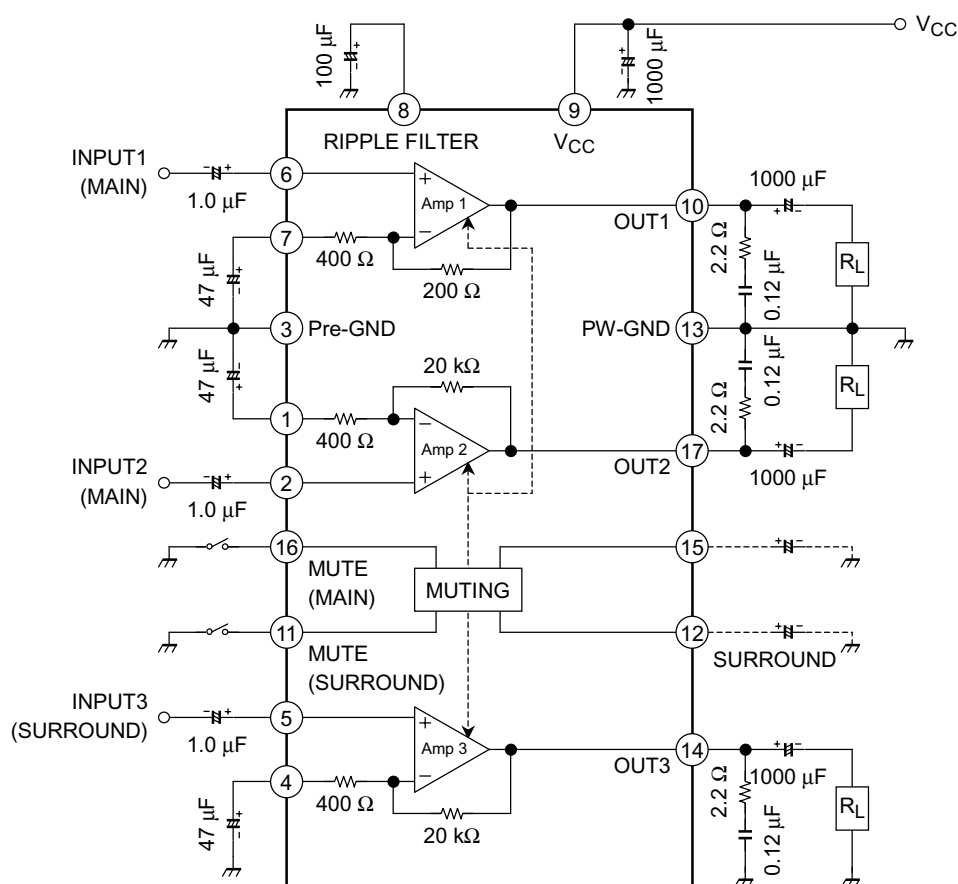 100 μF
1000 μF
VCC
8
9
RIPPLE FILTER
VCC
INPUT1
(MAIN)
1.0 μF
6
+
Amp 1
−
7
400 Ω
200 Ω
10
OUT1
1000 μF
2.2 Ω
0.12 μF
RL
47 μF
3
Pre-GND
PW-GND
13
47 μF
20 kΩ
2.2 Ω
0.12 μF
RL
1
400 Ω
−
Amp 2
+
17
OUT2
1000 μF
INPUT2
(MAIN)
1.0 μF
2
16
MUTE
(MAIN)
MUTING
15
11
MUTE
(SURROUND)
12
SURROUND
INPUT3
(SURROUND)
1.0 μF
5
+
Amp 3
−
14
OUT3
1000 μF
4
400 Ω
20 kΩ
47 μF
2.2 Ω
0.12 μF
RL